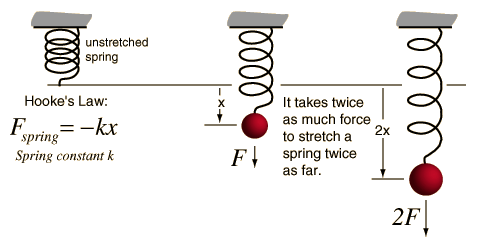 unstretched
spring
Hooke's Law:
F_spring = -kx
Spring constant k
x
F
It takes twice
as much force
to stretch a
spring twice
as far.
2x
2F